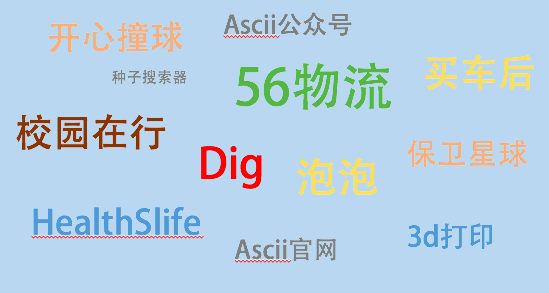 开心撞球
Ascii公众号
种子搜索器
56物流
买车后
校园在行
Dig
泡泡
保卫星球
HealthSlife
Ascii官网
3d打印